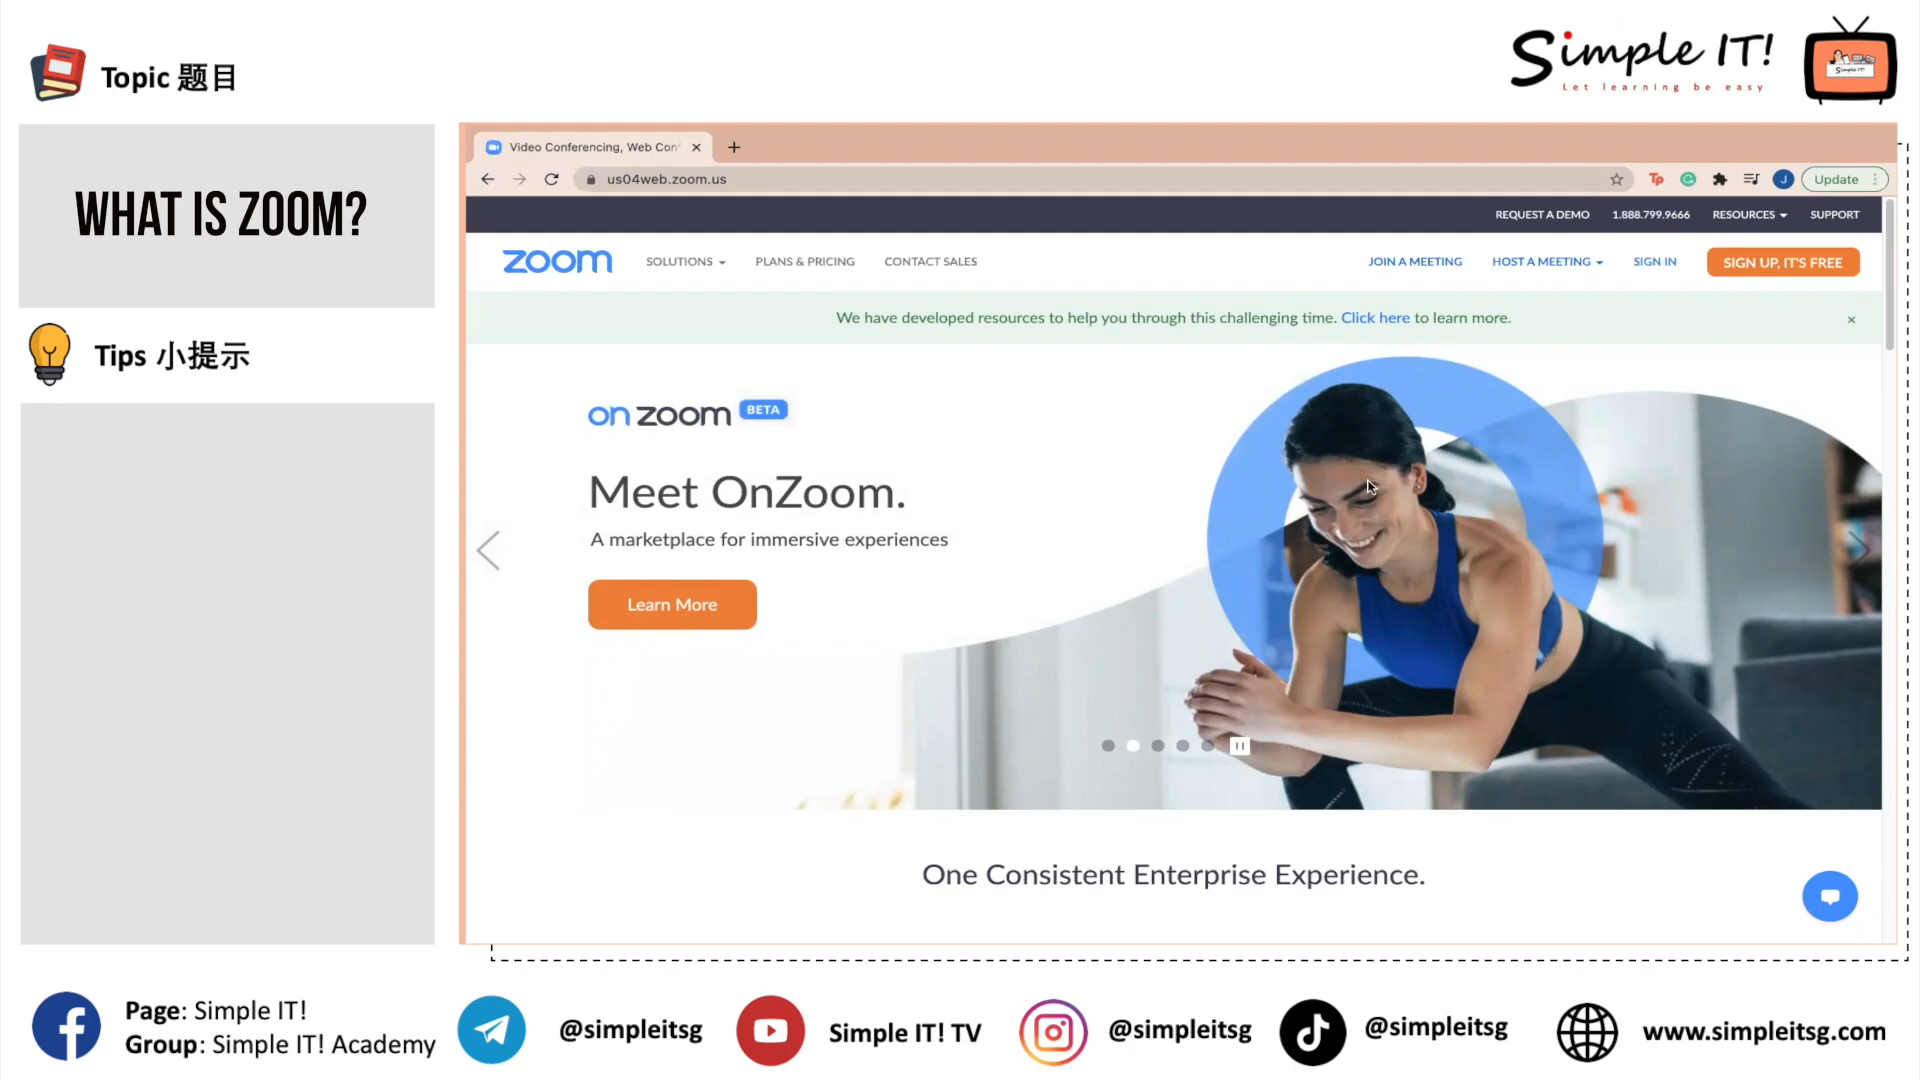 Topic 题目
Simple IT!
Let learning be easy
Simple IT!
WHAT IS ZOOM?
Tips 小提示
Video Conferencing, Web Con
us04web.zoom.us
Tp
J
Update
REQUEST A DEMO 1.888.799.9666 RESOURCES SUPPORT
zoom SOLUTIONS PLANS & PRICING CONTACT SALES JOIN A MEETING HOST A MEETING SIGN IN SIGN UP, IT'S FREE
We have developed resources to help you through this challenging time. Click here to learn more.
on zoom BETA
Meet OnZoom.
A marketplace for immersive experiences
Learn More
One Consistent Enterprise Experience.
Page: Simple IT!
Group: Simple IT! Academy
@simpleitsg
Simple IT! TV
@simpleitsg
@simpleitsg
www.simpleitsg.com